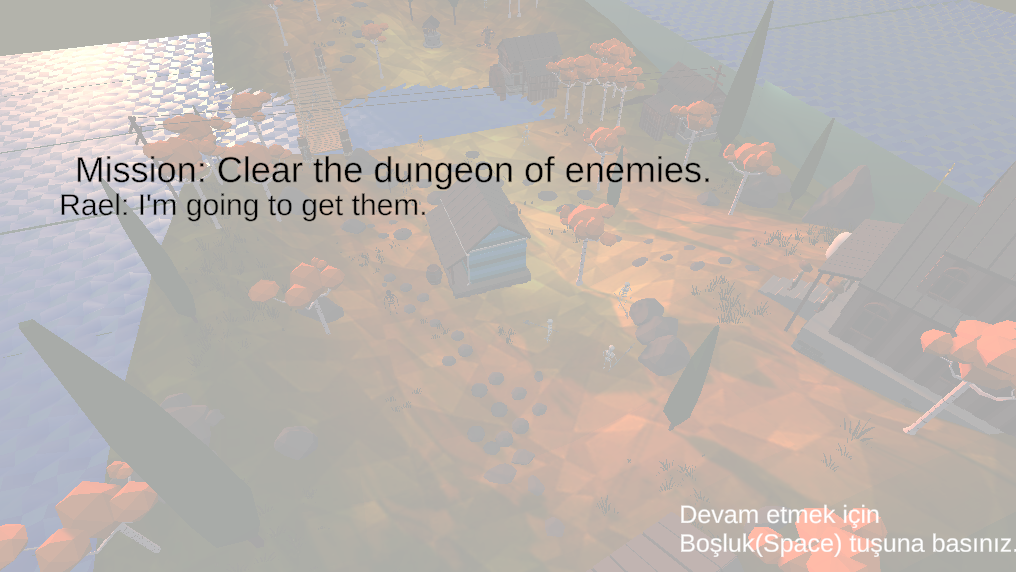 Mission: Clear the dungeon of enemies.
Rael: I'm going to get them.
Devam etmek için
Boşluk(Space) tuşuna basınız.